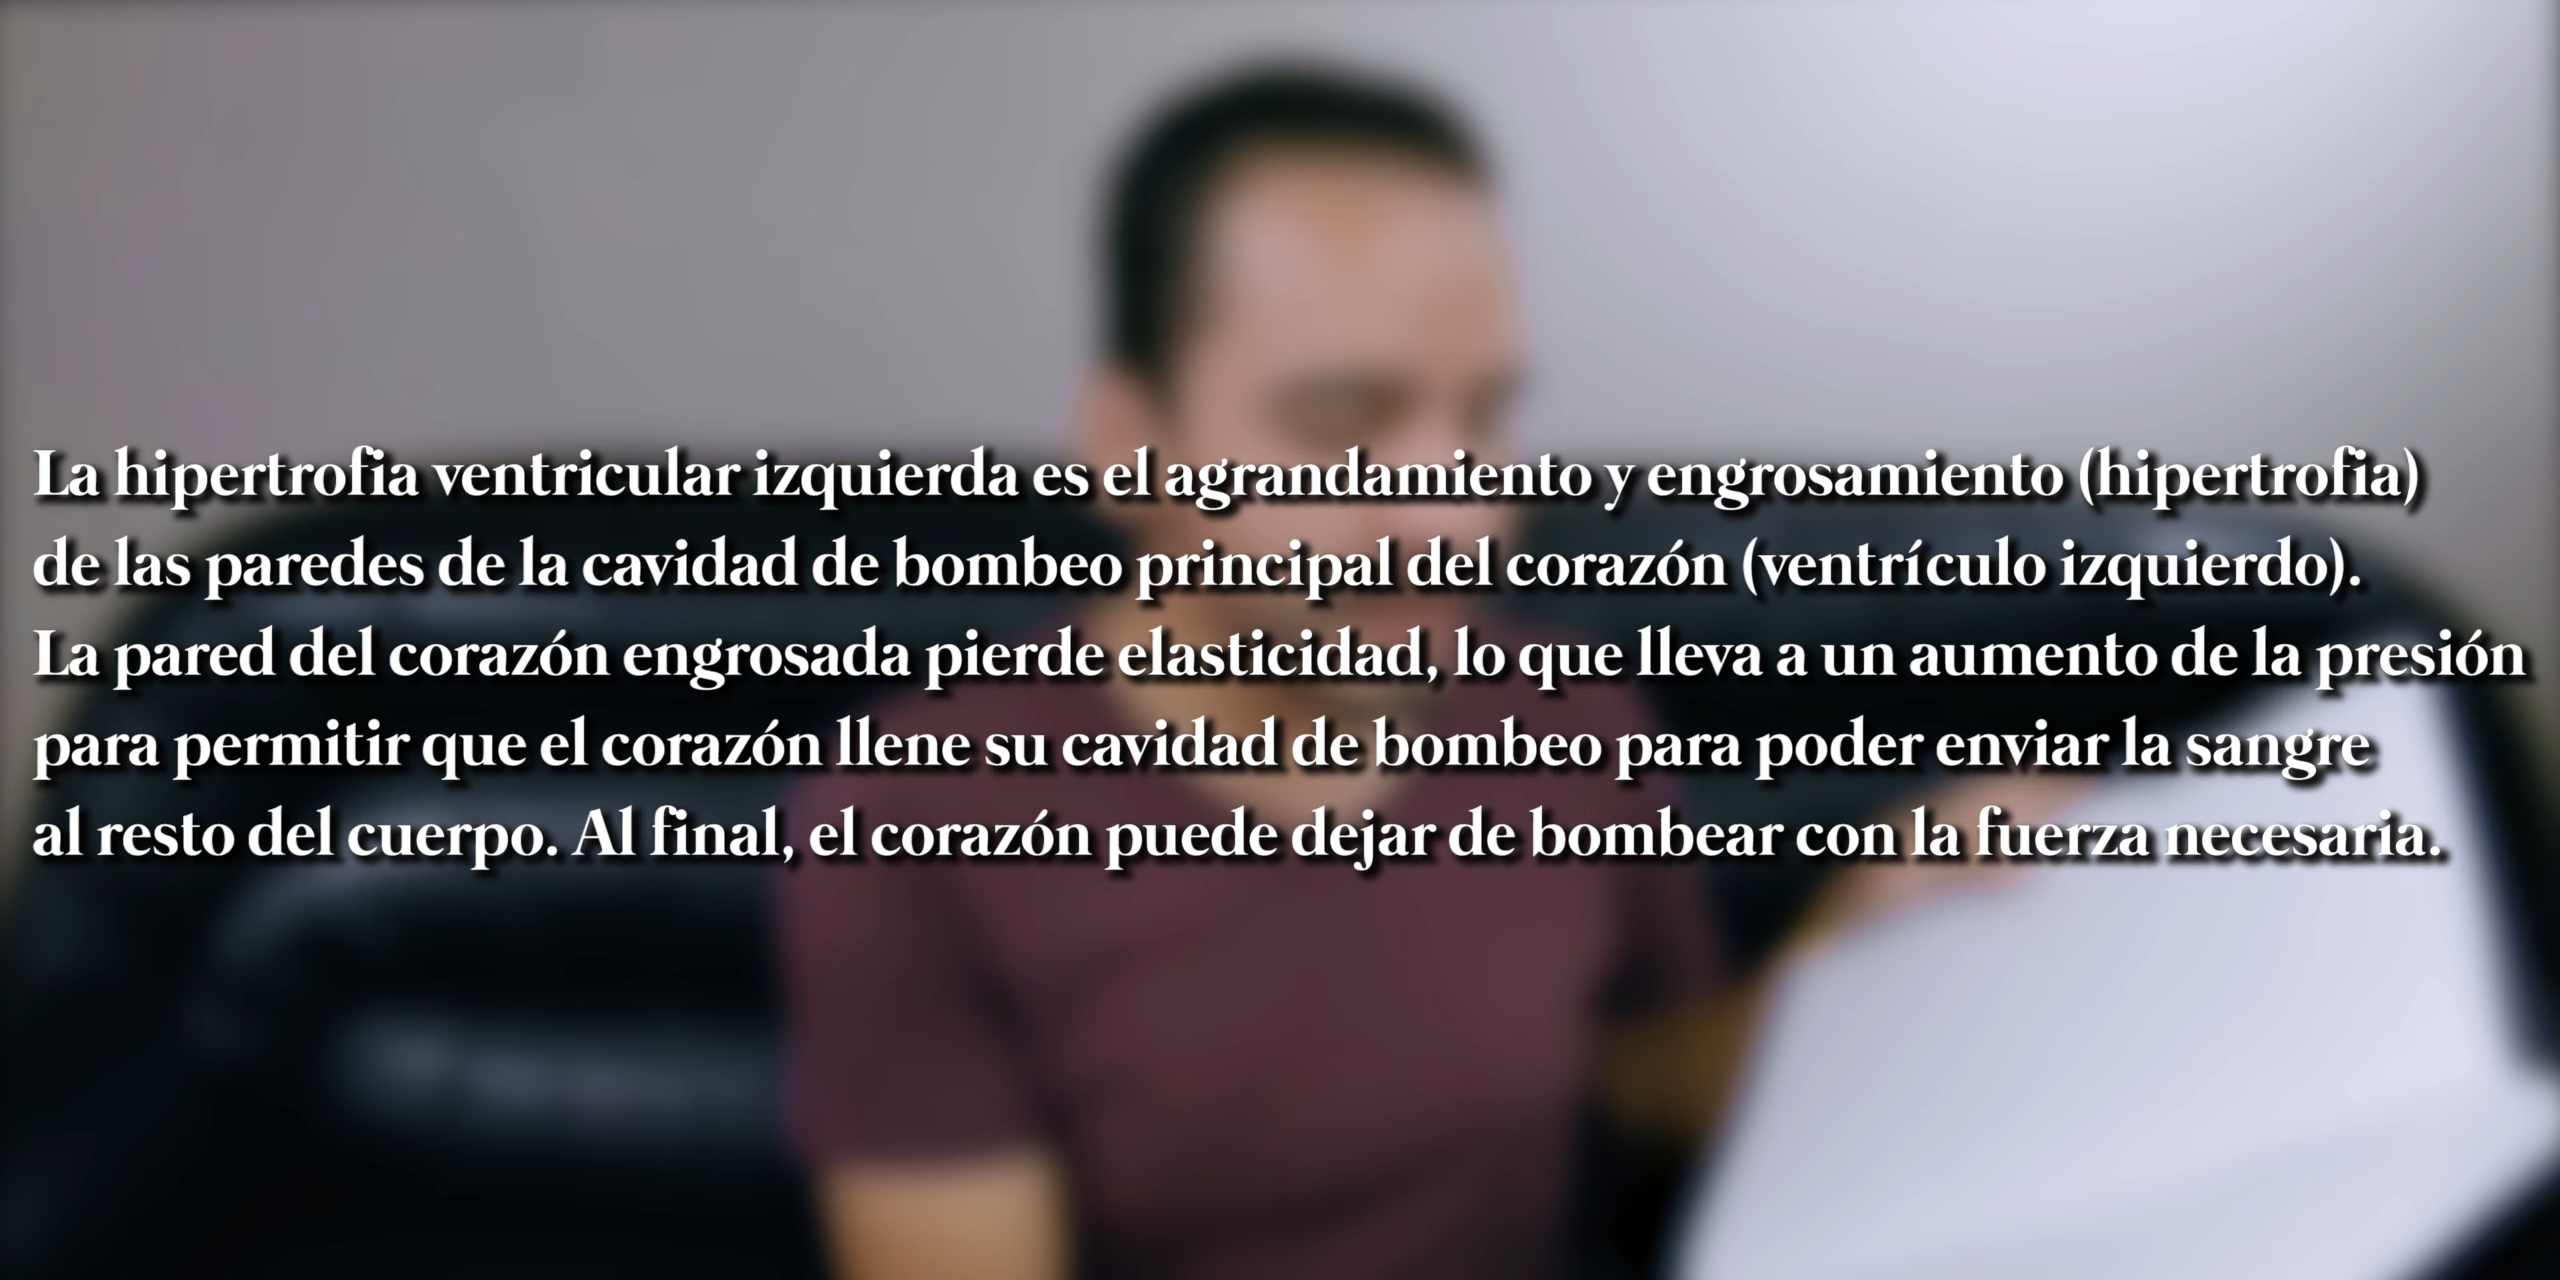 La hipertrofia ventricular izquierda es el agrandamiento y engrosamiento (hipertrofia)
de las paredes de la cavidad de bombeo principal del corazón (ventrículo izquierdo).
La pared del corazón engrosada pierde elasticidad, lo que lleva a un aumento de la presión
para permitir que el corazón llene su cavidad de bombeo para poder enviar la sangre
al resto del cuerpo. Al final, el corazón puede dejar de bombear con la fuerza necesaria.